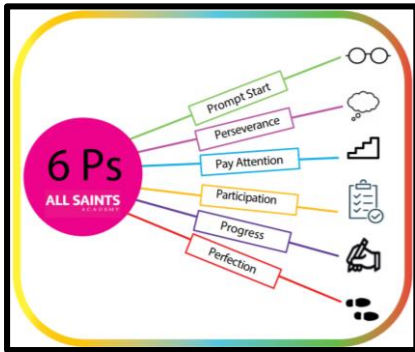 Prompt Start
Perseverance
6 Ps
ALL SAINTS
ACADEMY
Pay Attention
Participation
Progress
Perfection